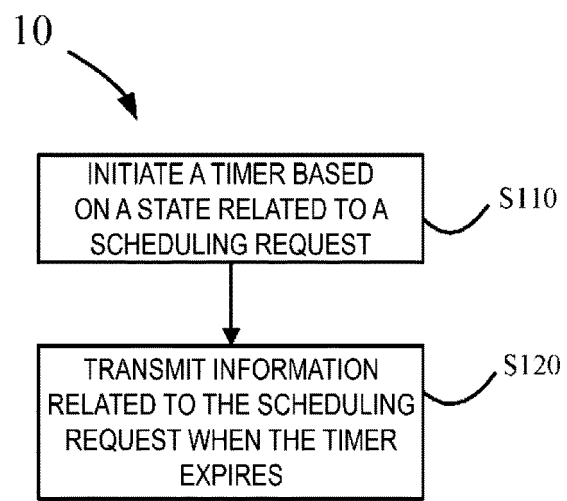 10
INITIATE A TIMER BASED
ON A STATE RELATED TO A
SCHEDULING REQUEST
S110
TRANSMIT INFORMATION
RELATED TO THE SCHEDULING
REQUEST WHEN THE TIMER
EXPIRES
S120